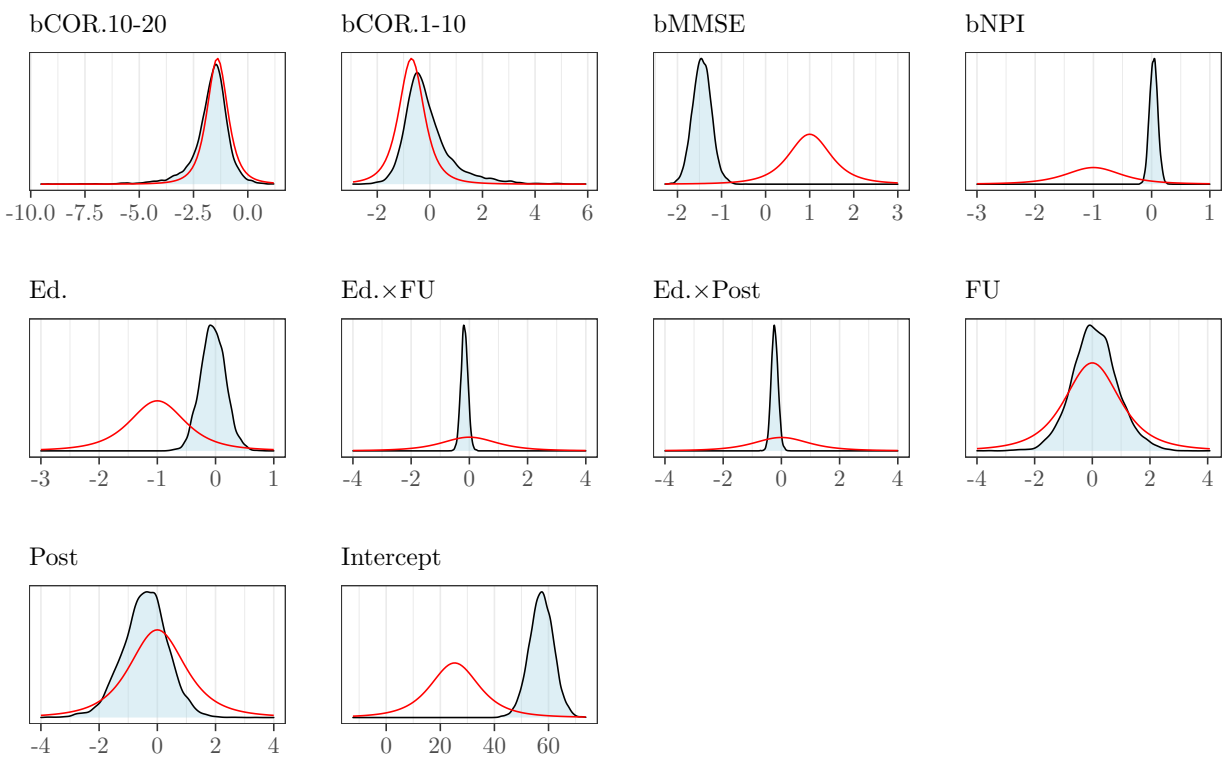 bCOR.10-20 bCOR.1-10 bMMSE bNPI
-10.0 -7.5 -5.0 -2.5 0.0 -2 0 2 4 6 -2 -1 0 1 2 3 -3 -2 -1 0 1
Ed. Ed.×FU Ed.×Post FU
-3 -2 -1 0 1 -4 -2 0 2 4 -4 -2 0 2 4 -4 -2 0 2 4
Post Intercept
-4 -2 0 2 4 0 20 40 60